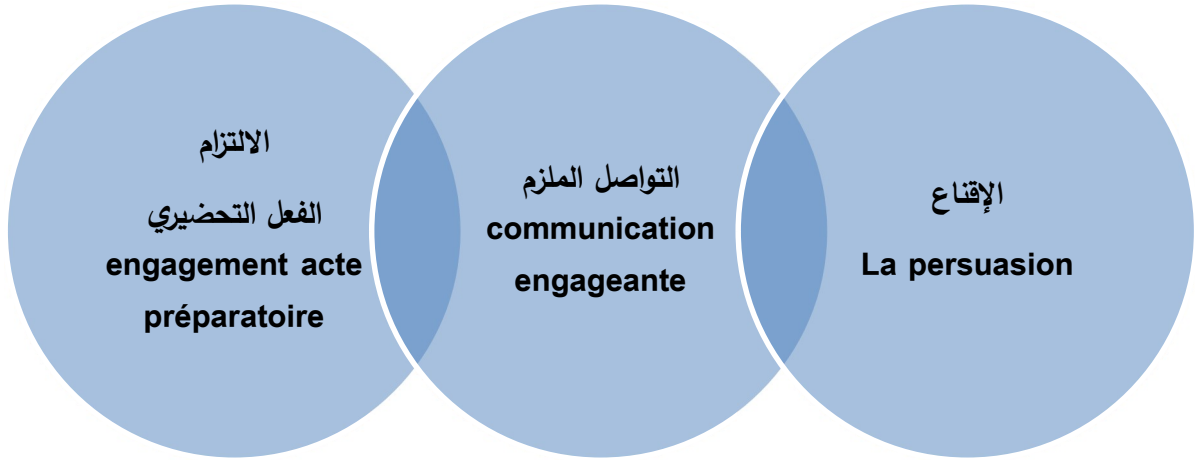 الالتزام
الفعل التحضيري
engagement acte
préparatoire
التواصل الملزم
communication
engageante
الإقناع
La persuasion